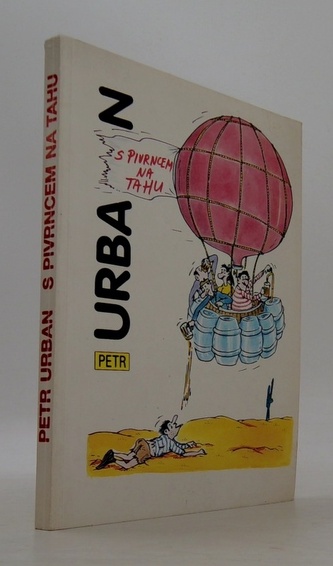 PETR URBAN S PIVRNCEM NA TAHU
PETR
URBAN
S PIVRNCEM
NA
TAHU